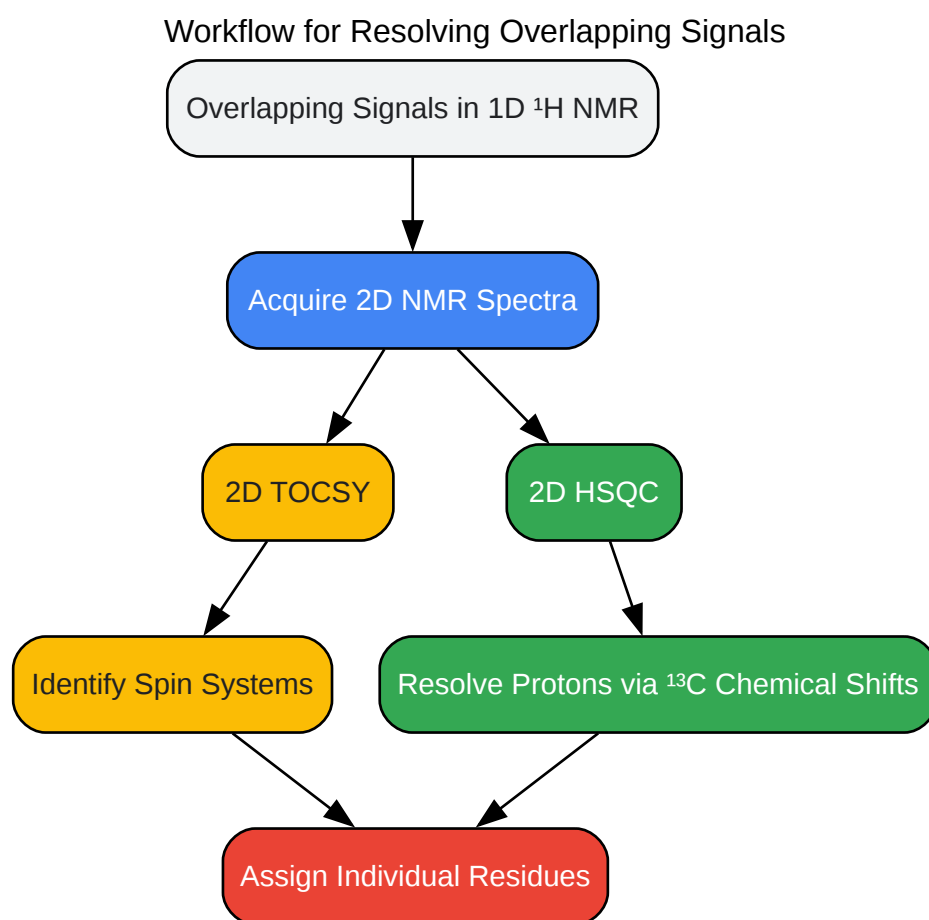 Workflow for Resolving Overlapping Signals
Overlapping Signals in 1D ¹H NMR
Acquire 2D NMR Spectra
2D TOCSY
2D HSQC
Identify Spin Systems
Resolve Protons via ¹³C Chemical Shifts
Assign Individual Residues